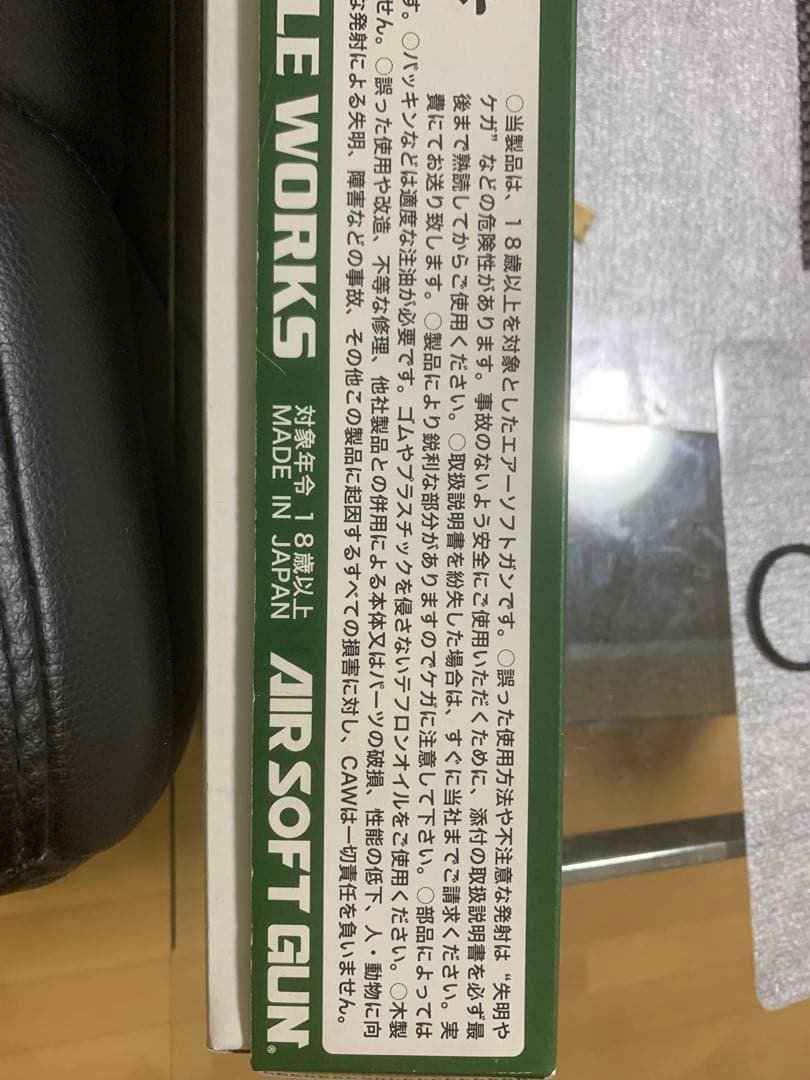 ○当製品は、18歳以上を対象としたエアーソフトガンです。○誤った使用方法や不注意な発射は“失明や
ケガ”などの危険性があります。事故のないよう安全にご使用いただくために、添付の取扱説明書を必ず最
後まで熟読してからご使用ください。○取扱説明書を紛失した場合は、すぐに当社までご請求ください。実
費にてお送り致します。○製品により鋭利な部分がありますのでケガに注意して下さい。○部品によっては
す。○パッキンなどは適度な注油が必要です。ゴムやプラスチックを侵さないテフロンオイルをご使用ください。○木製
せん。○誤った使用や改造、不等な修理、他社製品との併用による本体又はパーツの破損、性能の低下、人・動物に向
な発射による失明、障害などの事故、その他この製品に起因するすべての損害に対し、CAWは一切責任を負いません。
LE WORKS 対象年令 18歳以上
MADE IN JAPAN
AIRSOFT GUN®